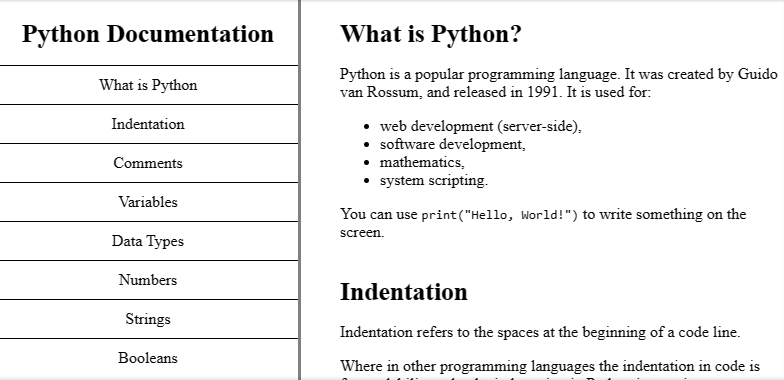 Python Documentation
What is Python
Indentation
Comments
Variables
Data Types
Numbers
Strings
Booleans
What is Python?
Python is a popular programming language. It was created by Guido
van Rossum, and released in 1991. It is used for:
• web development (server-side),
• software development,
• mathematics,
• system scripting.
You can use print("Hello, World!") to write something on the
screen.
Indentation
Indentation refers to the spaces at the beginning of a code line.
Where in other programming languages the indentation in code is